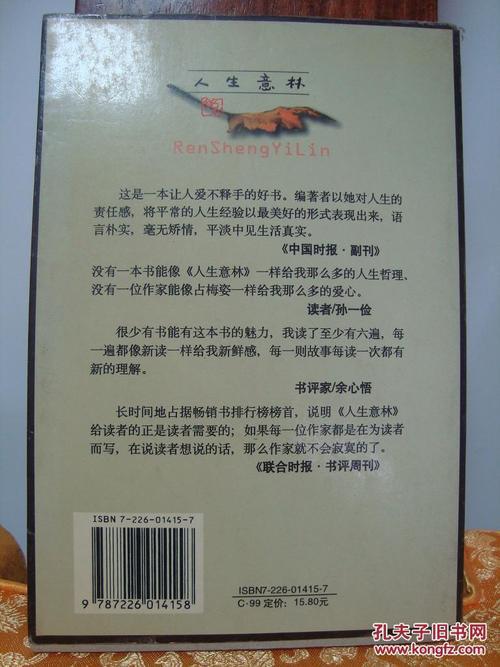 人生意林
RenShengYiLin
这是一本让人爱不释手的好书。编著者以她对人生的
责任感，将平常的人生经验以最美好的形式表现出来，语
言朴实，毫无矫情，平淡中见生活真实。
《中国时报·副刊》
没有一本书能像《人生意林》一样给我那么多的人生哲理、
没有一位作家能像占梅姿一样给我那么多的爱心。
读者/孙一俭
很少有书能有这本书的魅力，我读了至少有六遍，每
一遍都像新读一样给我新鲜感，每一则故事每读一次都有
新的理解。
书评家/余心悟
长时间地占据畅销书排行榜榜首，说明《人生意林》
给读者的正是读者需要的；如果每一位作家都是在为读者
而写，在说读者想说的话，那么作家就不会寂寞的了。
《联合时报·书评周刊》
ISBN 7-226-01415-7
9 787226 014158
ISBN7-226-01415-7
C·99 定价：15.80元
孔夫子旧书网
www.kongfz.com